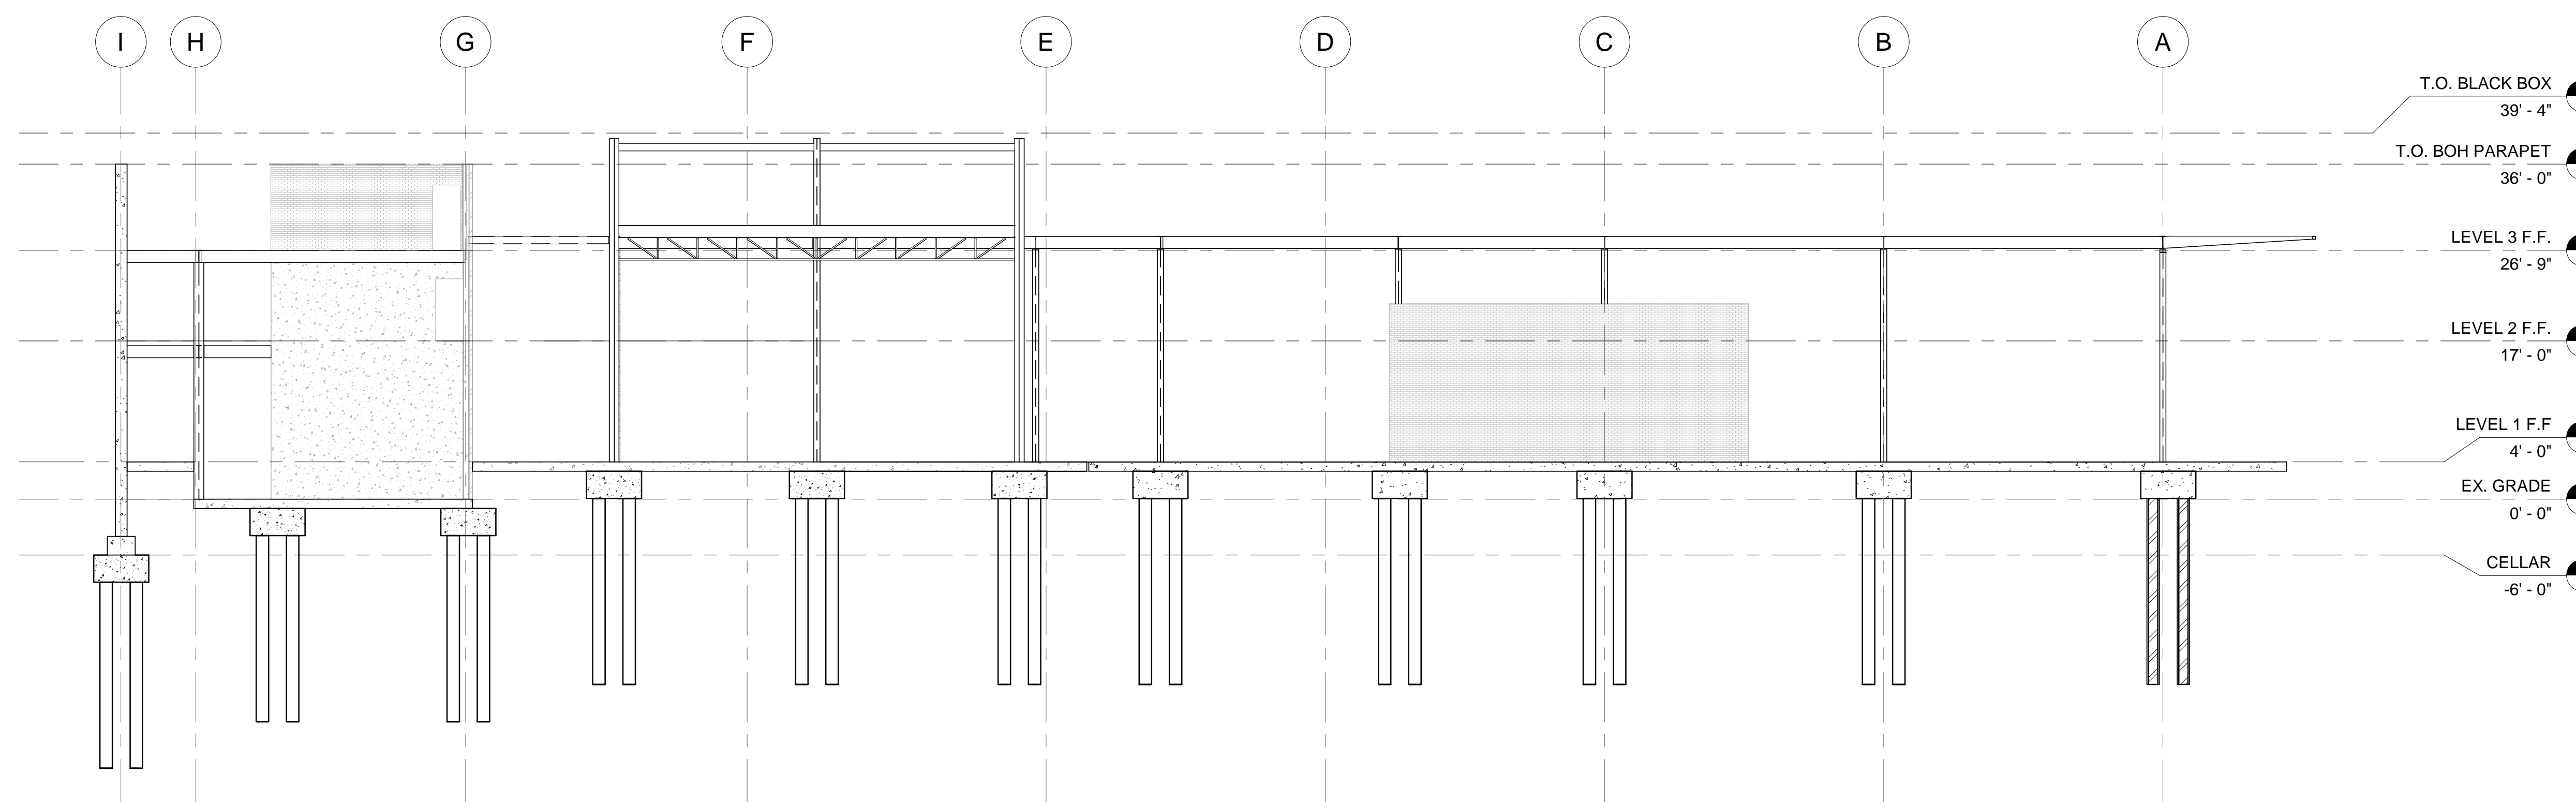 I H G F E D C B A
T.O. BLACK BOX
39' - 4"
T.O. BOH PARAPET
36' - 0"
LEVEL 3 F.F.
26' - 9"
LEVEL 2 F.F.
17' - 0"
LEVEL 1 F.F
4' - 0"
EX. GRADE
0' - 0"
CELLAR
-6' - 0"